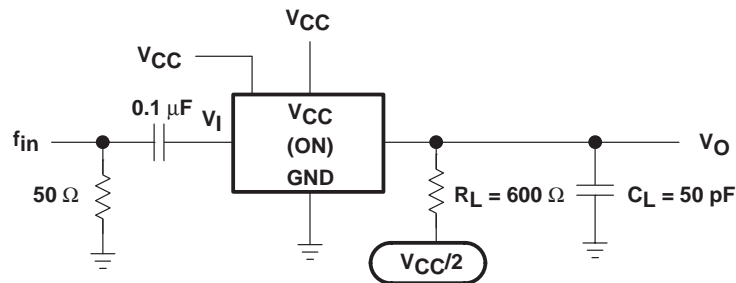 VCC
VCC
0.1 μF
VI
VCC
(ON)
GND
fin
VO
50 Ω
RL = 600 Ω
CL = 50 pF
VCC/2